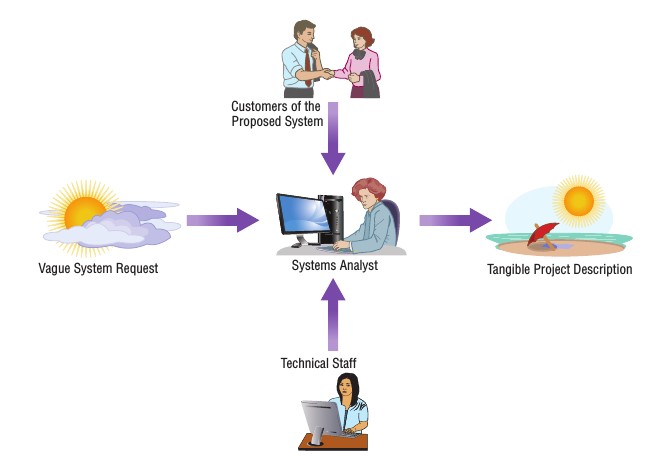 Customers of the
Proposed System
Vague System Request
Systems Analyst
Tangible Project Description
Technical Staff